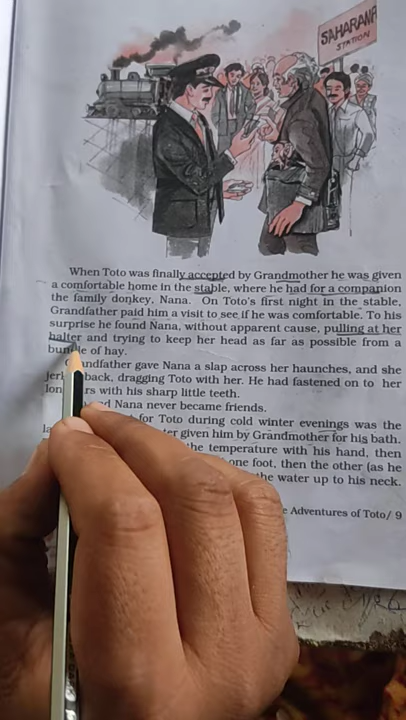 SAHARANP
STATION
When Toto was finally accepted by Grandmother he was given
a comfortable home in the stable, where he had for a companion
the family donkey, Nana. On Toto's first night in the stable,
Grandfather paid him a visit to see if he was comfortable. To his
surprise he found Nana, without apparent cause, pulling at her
halter and trying to keep her head as far as possible from a
bundle of hay.
Grandfather gave Nana a slap across her haunches, and she
back, dragging Toto with her. He had fastened on to her
rs with his sharp little teeth.
d Nana never became friends.
for Toto during cold winter evenings was the
given him by Grandmother for his bath.
the temperature with his hand, then
one foot, then the other (as he
the water up to his neck.
Adventures of Toto/ 9